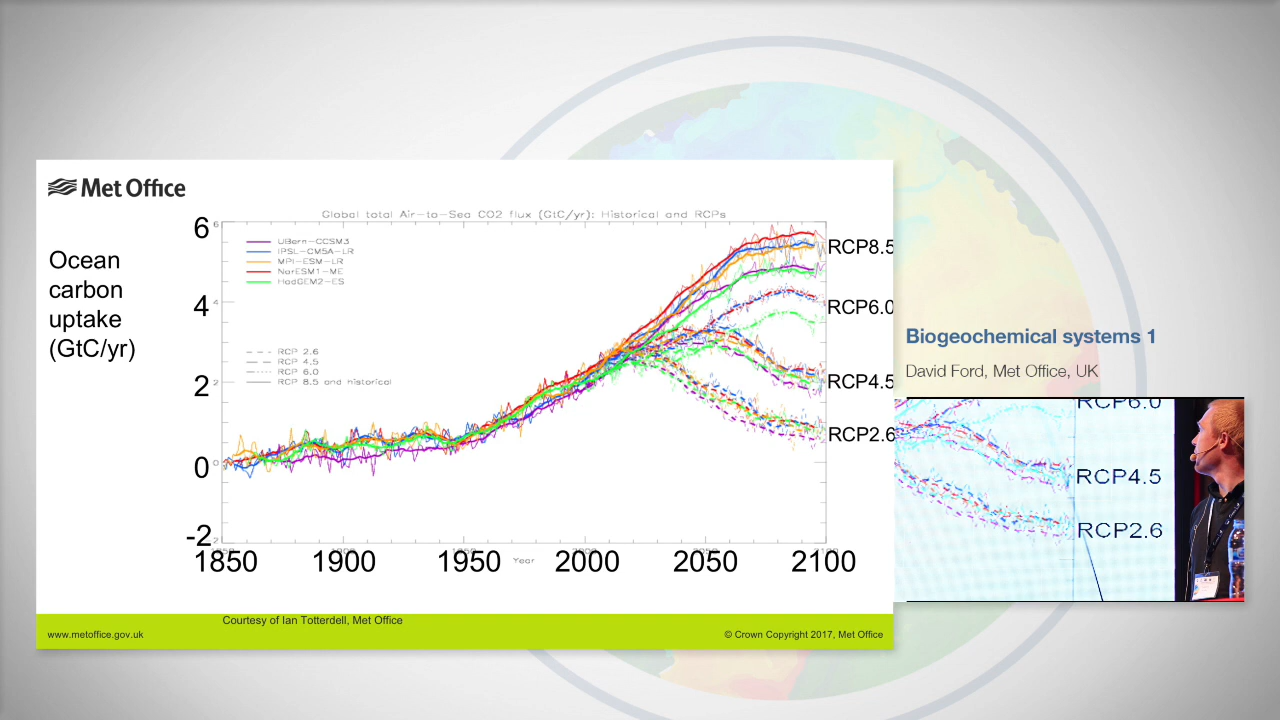 Met Office
Ocean
carbon
uptake
(GtC/yr)
Global total Air-to-Sea CO2 flux (GtC/yr): Historical and RCPs
6
4
2
0
-2
6
4
2
0
UBern-CCSM3
IPSL-CM5A-LR
MPI-ESM-LR
NorESM1-ME
HadGEM2-ES
RCP 2.6
RCP 4.5
RCP 6.0
RCP 8.5 and historical
RCP8.5
RCP6.0
RCP4.5
RCP2.6
1850 1900 1950 2000 2050 2100
Year
Courtesy of Ian Totterdell, Met Office
www.metoffice.gov.uk
© Crown Copyright 2017, Met Office
Biogeochemical systems 1
David Ford, Met Office, UK
RCP6.0
RCP4.5
RCP2.6